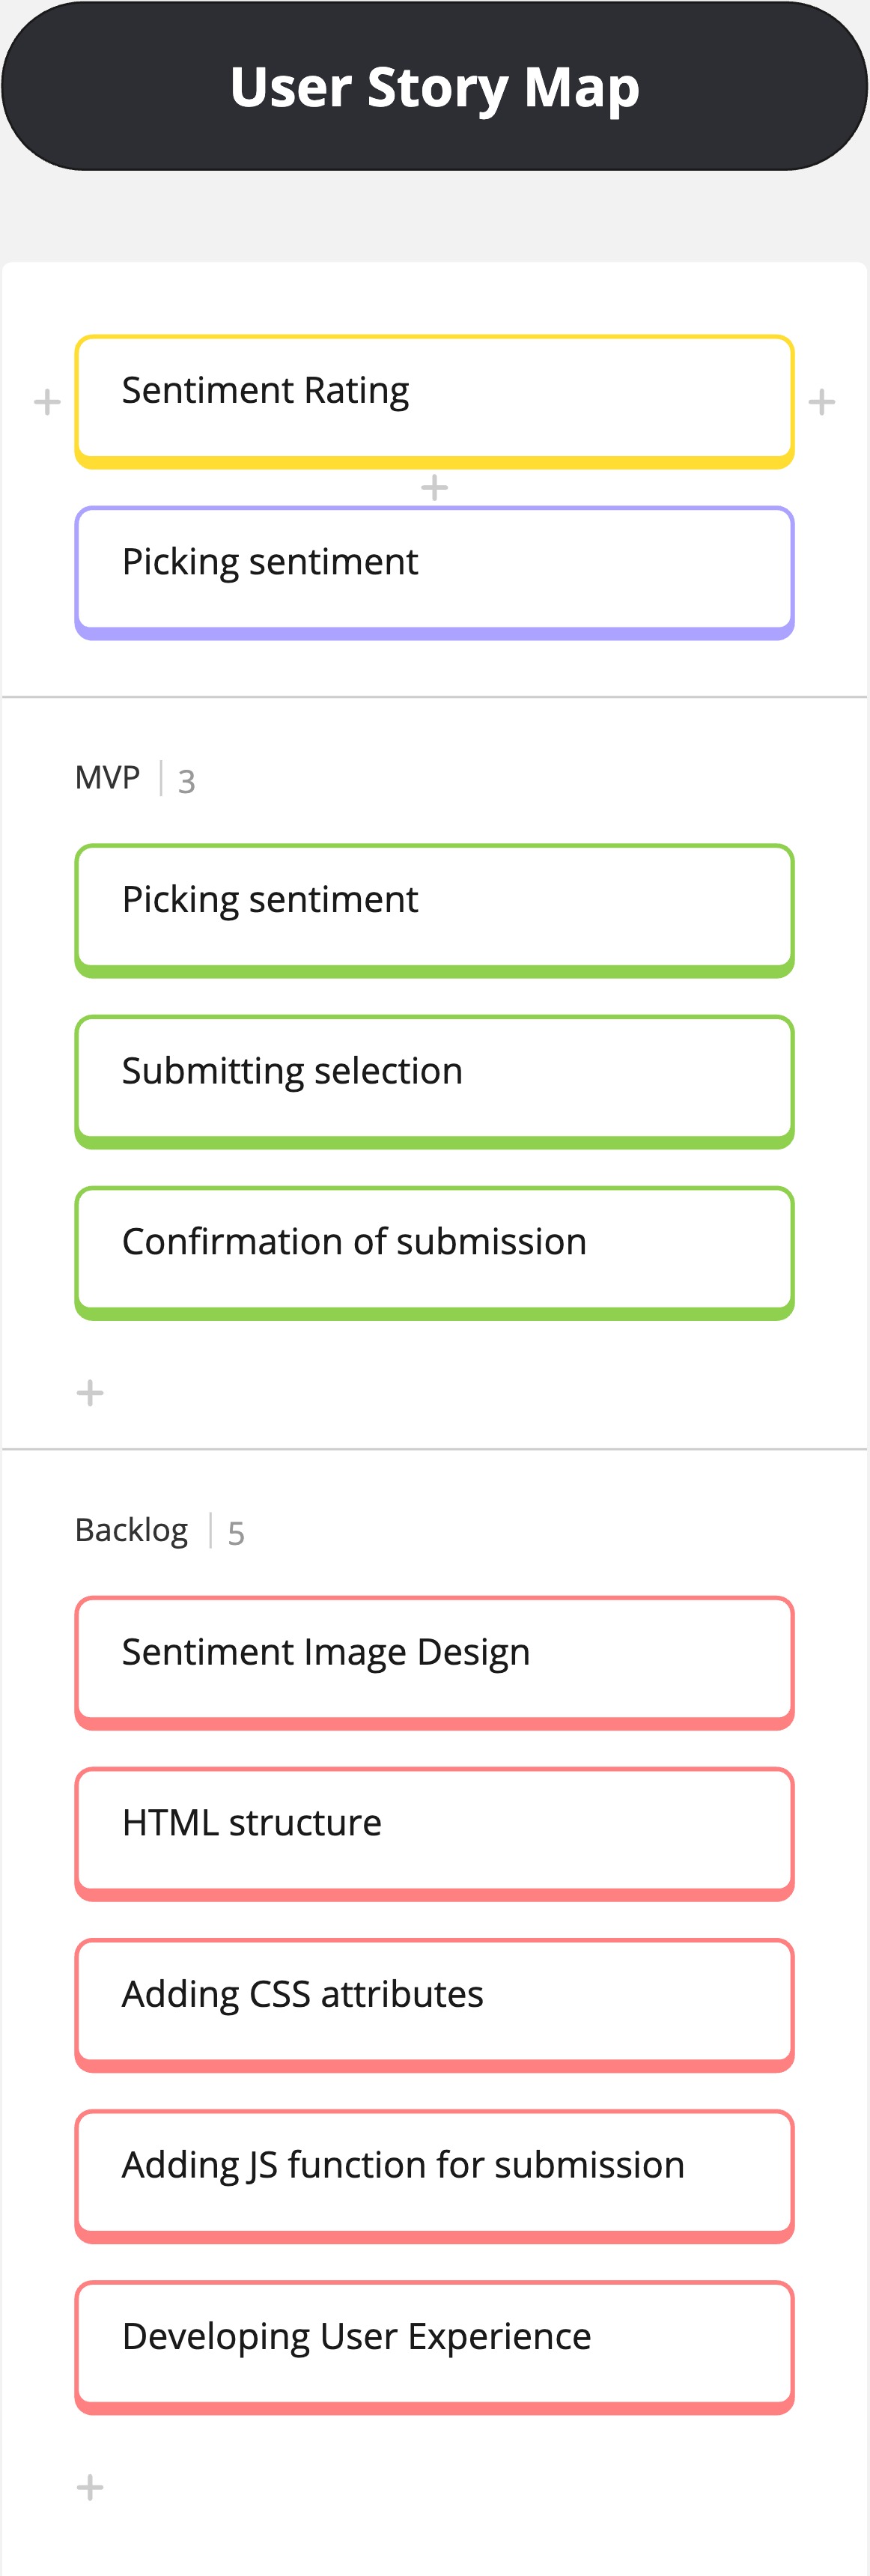 User Story Map
Sentiment Rating
Picking sentiment
MVP 3
Picking sentiment
Submitting selection
Confirmation of submission
Backlog 5
Sentiment Image Design
HTML structure
Adding CSS attributes
Adding JS function for submission
Developing User Experience